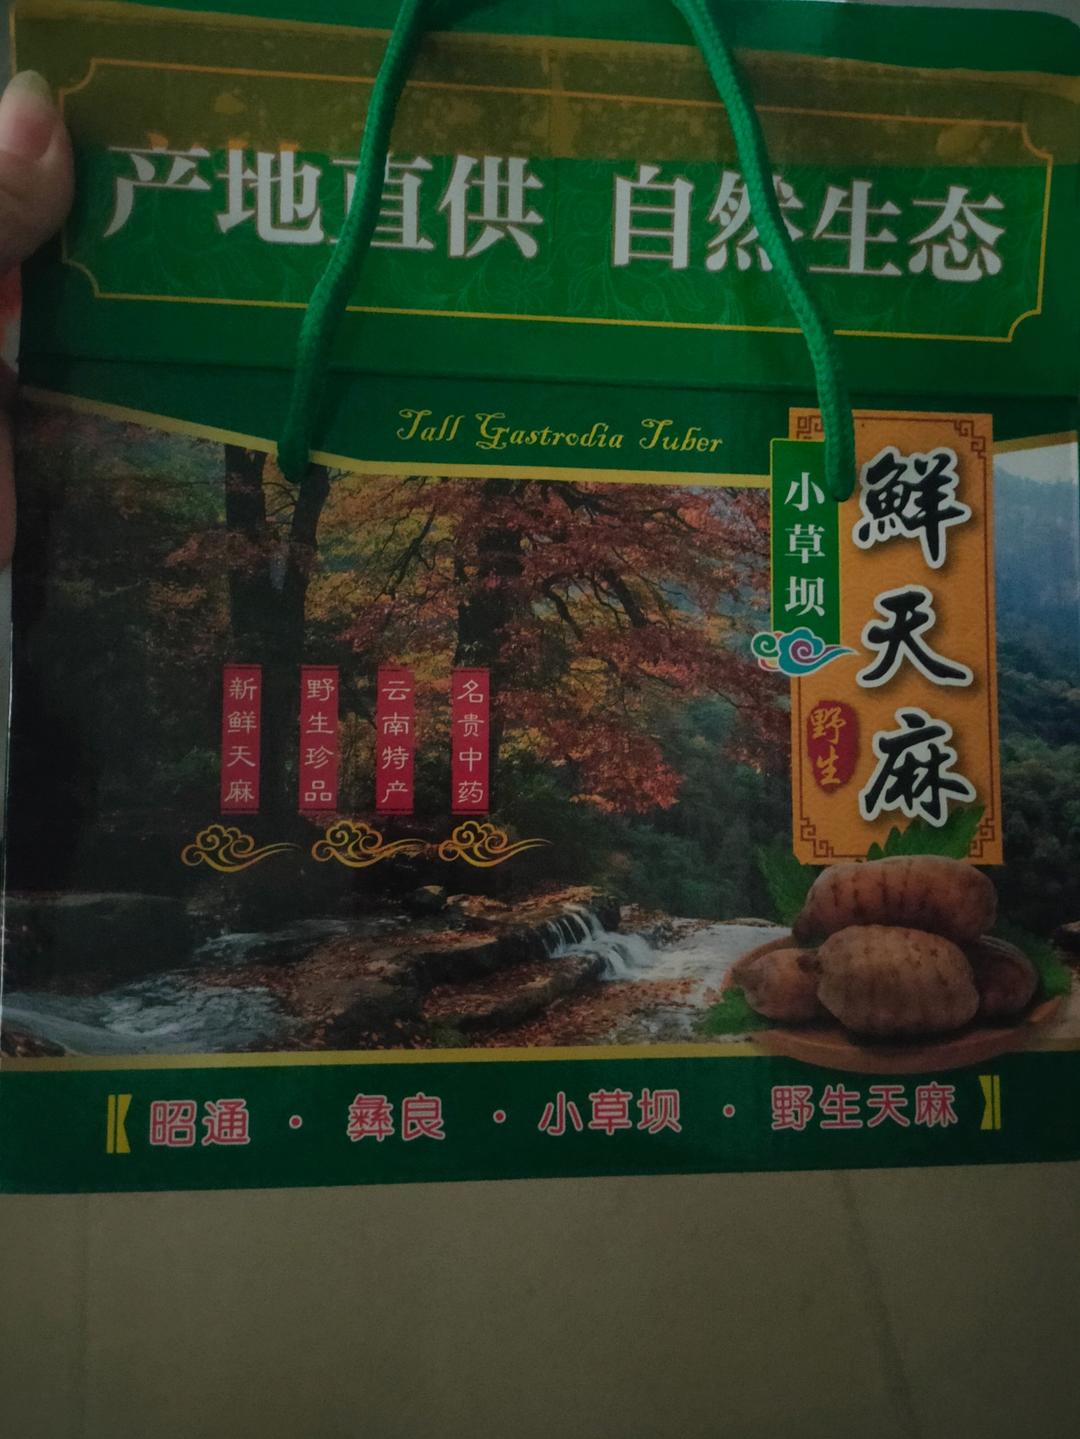 产地直供 自然生态
Tall Gastrodia Tuber
小草坝
鲜天麻
野生
新鲜天麻
野生珍品
云南特产
名贵中药
【昭通·彝良·小草坝·野生天麻】